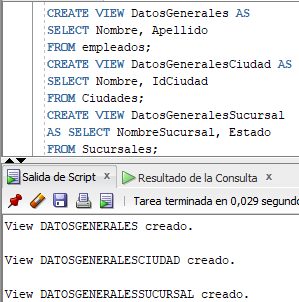 CREATE VIEW DatosGenerales AS
SELECT Nombre, Apellido
FROM empleados;
CREATE VIEW DatosGeneralesCiudad AS
SELECT Nombre, IdCiudad
FROM Ciudades;
CREATE VIEW DatosGeneralesSucursal
AS SELECT NombreSucursal, Estado
FROM Sucursales;
Salida de Script x Resultado de la Consulta x
Tarea terminada en 0,029 segundo
View DATOSGENERALES creado.
View DATOSGENERALESCIUDAD creado.
View DATOSGENERALESSUCURSAL creado.